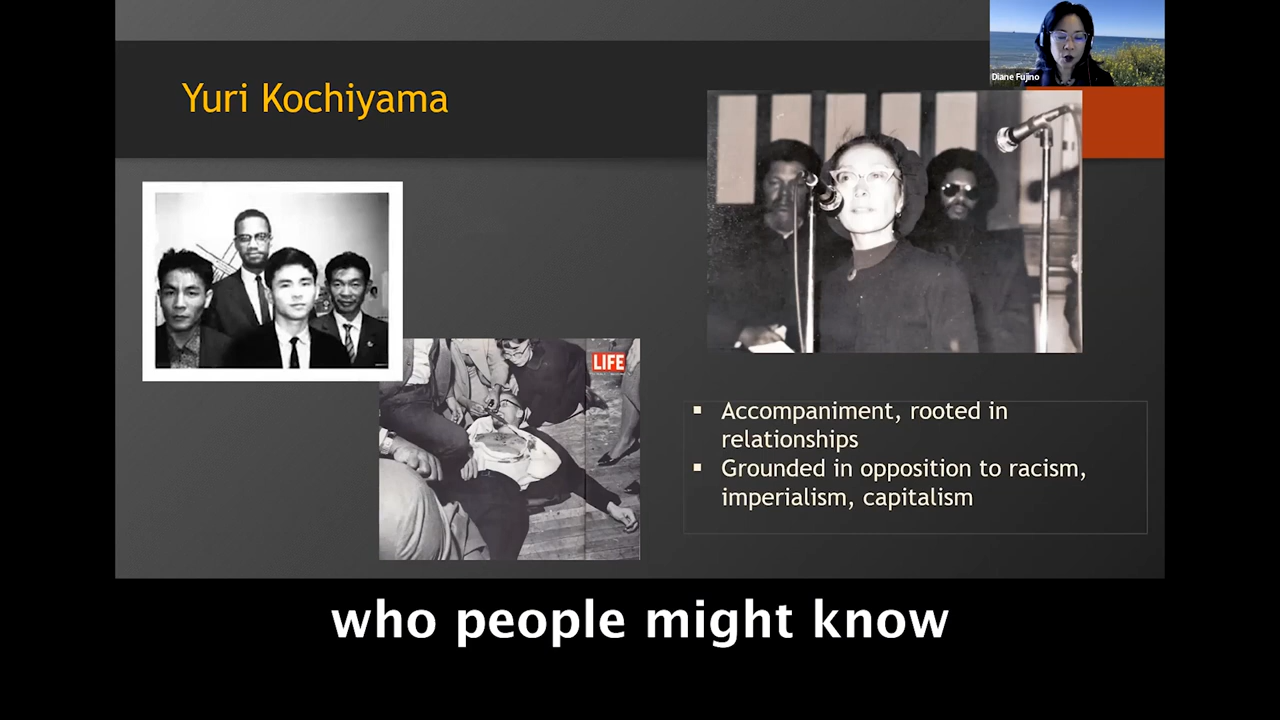 Diane Fujino
Yuri Kochiyama
LIFE
▪ Accompaniment, rooted in
relationships
▪ Grounded in opposition to racism,
imperialism, capitalism
who people might know